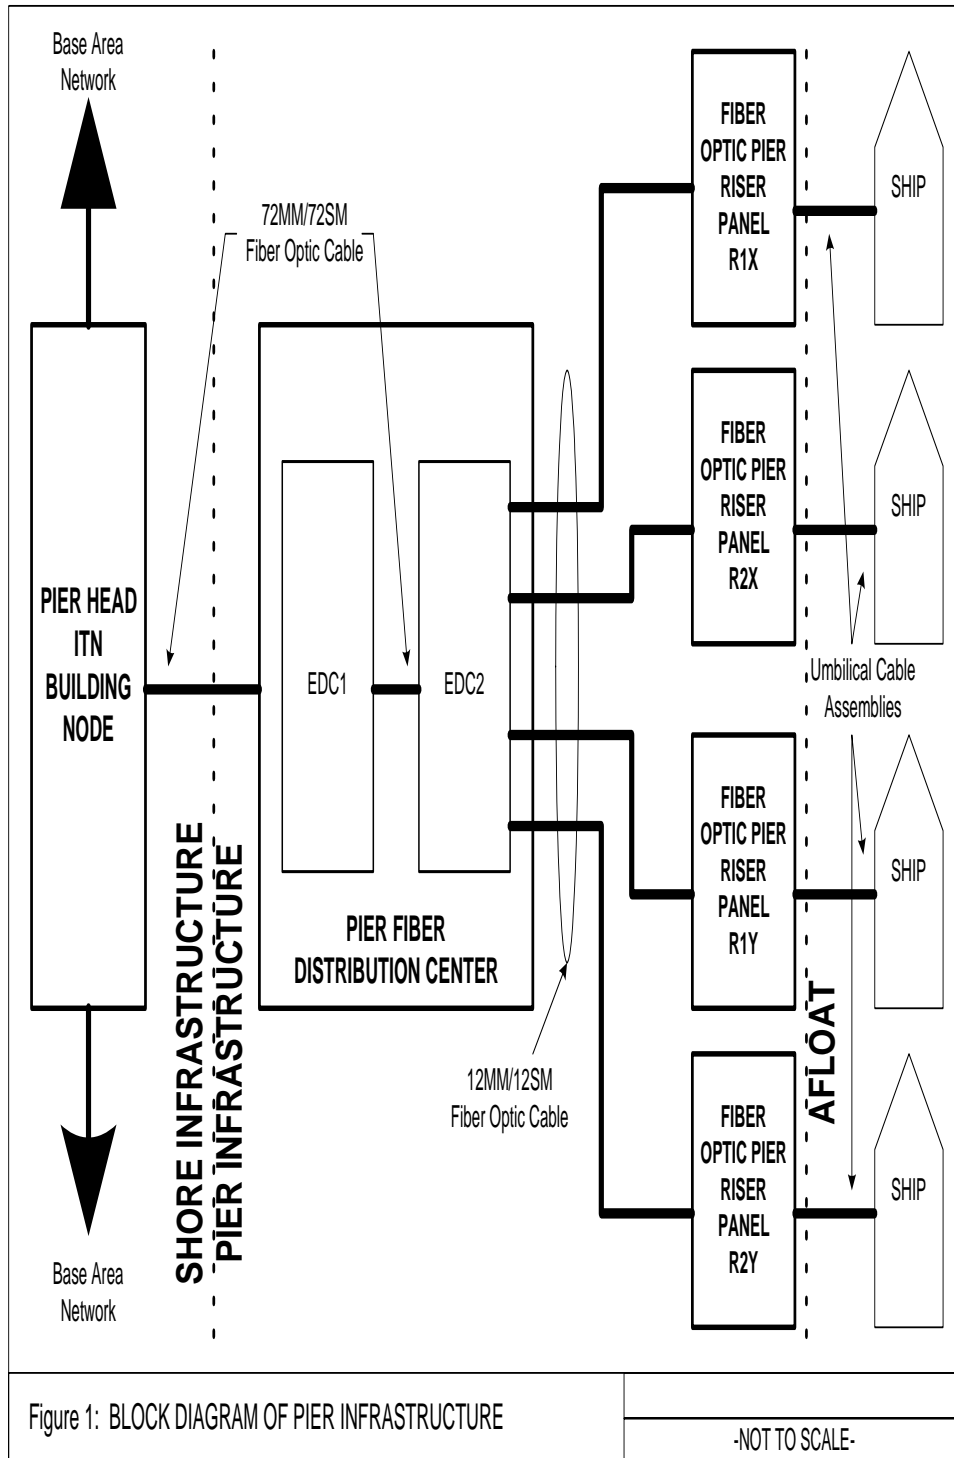 Base Area
Network
72MM/72SM
Fiber Optic Cable
FIBER
OPTIC PIER
RISER
PANEL
R1X
SHIP
FIBER
OPTIC PIER
RISER
PANEL
R2X
SHIP
PIER HEAD
ITN
BUILDING
NODE
EDC1
EDC2
PIER FIBER
DISTRIBUTION CENTER
Umbilical Cable
Assemblies
FIBER
OPTIC PIER
RISER
PANEL
R1Y
SHIP
SHORE INFRASTRUCTURE
PIER INFRASTRUCTURE
AFLOAT
12MM/12SM
Fiber Optic Cable
FIBER
OPTIC PIER
RISER
PANEL
R2Y
SHIP
Base Area
Network
Figure 1: BLOCK DIAGRAM OF PIER INFRASTRUCTURE
-NOT TO SCALE-